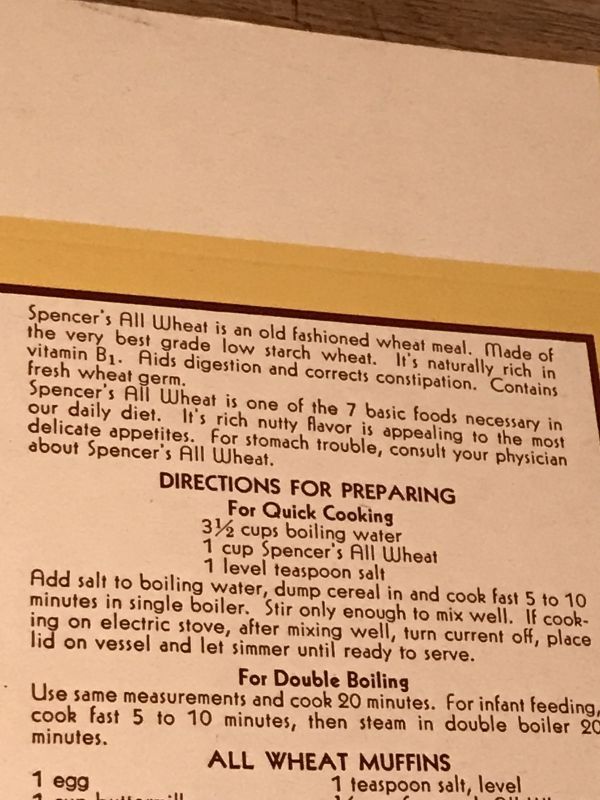 Spencer's All Wheat is an old fashioned wheat meal. Made of
the very best grade low starch wheat. It's naturally rich in
vitamin B1. Aids digestion and corrects constipation. Contains
fresh wheat germ.
Spencer's All Wheat is one of the 7 basic foods necessary in
our daily diet. It's rich nutty flavor is appealing to the most
delicate appetites. For stomach trouble, consult your physician
about Spencer's All Wheat.
DIRECTIONS FOR PREPARING
For Quick Cooking
3½ cups boiling water
1 cup Spencer's All Wheat
1 level teaspoon salt
Add salt to boiling water, dump cereal in and cook fast 5 to 10
minutes in single boiler. Stir only enough to mix well. If cook-
ing on electric stove, after mixing well, turn current off, place
lid on vessel and let simmer until ready to serve.
For Double Boiling
Use same measurements and cook 20 minutes. For infant feeding,
cook fast 5 to 10 minutes, then steam in double boiler 20
minutes.
ALL WHEAT MUFFINS
1 egg 1 teaspoon salt, level